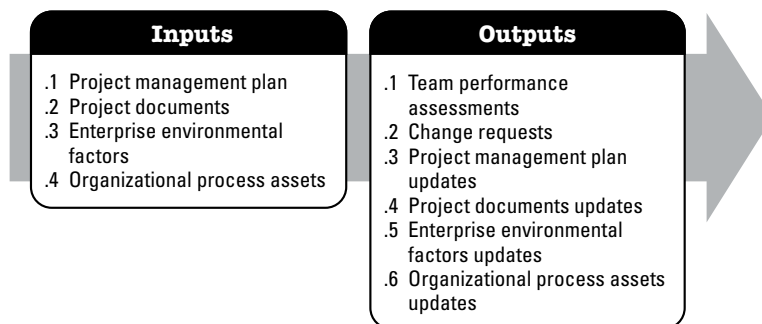 Inputs
.1 Project management plan
.2 Project documents
.3 Enterprise environmental
factors
.4 Organizational process assets
Outputs
.1 Team performance
assessments
.2 Change requests
.3 Project management plan
updates
.4 Project documents updates
.5 Enterprise environmental
factors updates
.6 Organizational process assets
updates